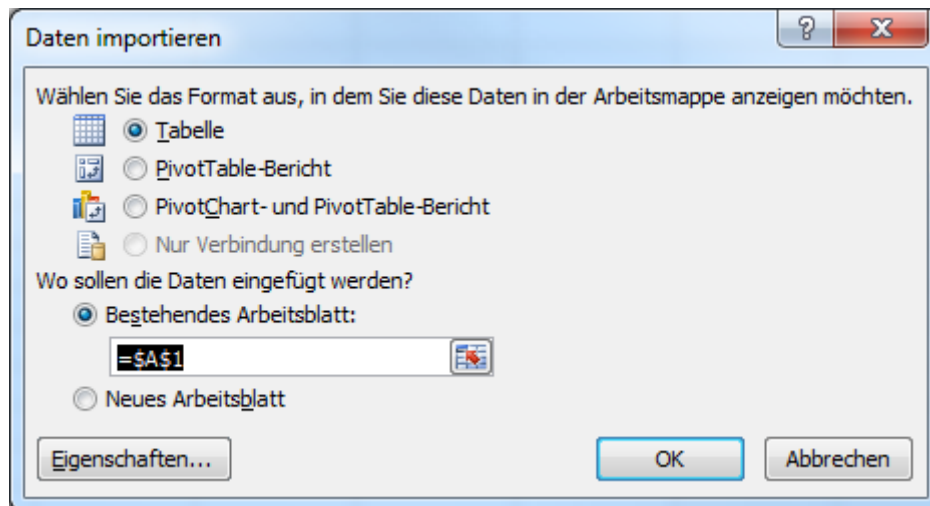 Daten importieren
Wählen Sie das Format aus, in dem Sie diese Daten in der Arbeitsmappe anzeigen möchten.
Tabelle
PivotTable-Bericht
PivotChart- und PivotTable-Bericht
Nur Verbindung erstellen
Wo sollen die Daten eingefügt werden?
Bestehendes Arbeitsblatt:
=$A$1
Neues Arbeitsblatt
Eigenschaften... OK Abbrechen